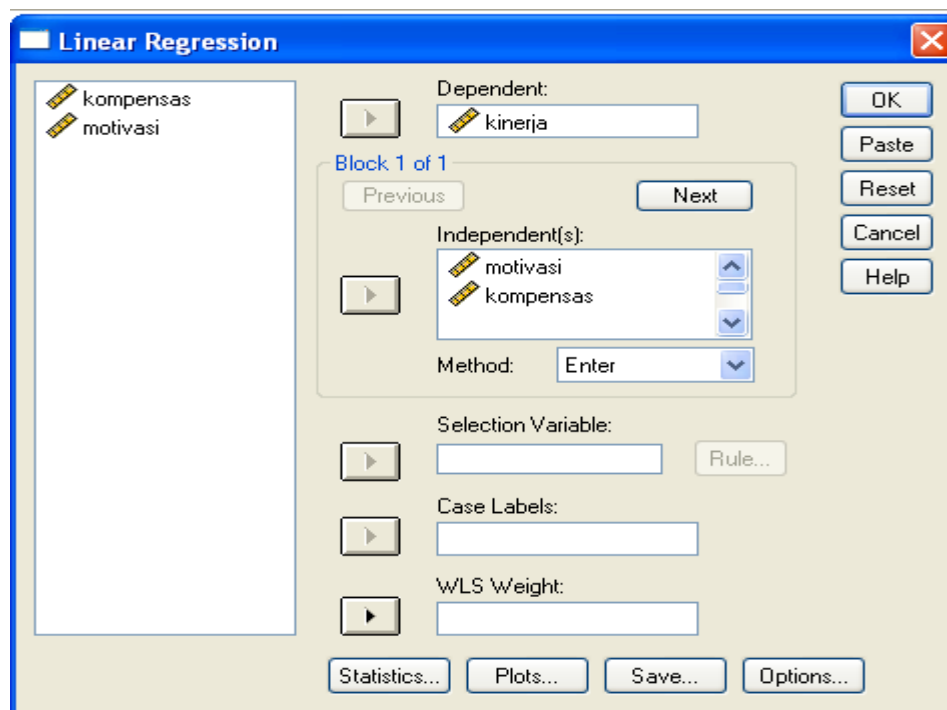 Linear Regression
kompensas
motivasi
Dependent:
kinerja
Block 1 of 1
Previous
Next
Independent(s):
motivasi
kompensas
Method:
Enter
Selection Variable:
Rule...
Case Labels:
WLS Weight:
Statistics...
Plots...
Save...
Options...
OK
Paste
Reset
Cancel
Help